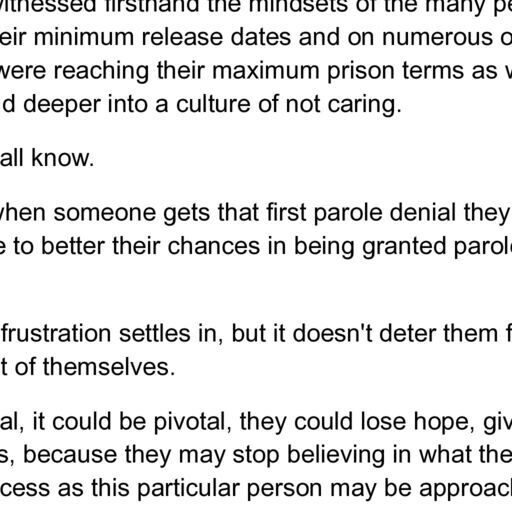 witnessed firsthand the mindsets of the many pe
eir minimum release dates and on numerous o
were reaching their maximum prison terms as w
d deeper into a culture of not caring.
all know.
when someone gets that first parole denial they
e to better their chances in being granted parole
frustration settles in, but it doesn't deter them f
t of themselves.
al, it could be pivotal, they could lose hope, giv
s, because they may stop believing in what the
cess as this particular person may be approach